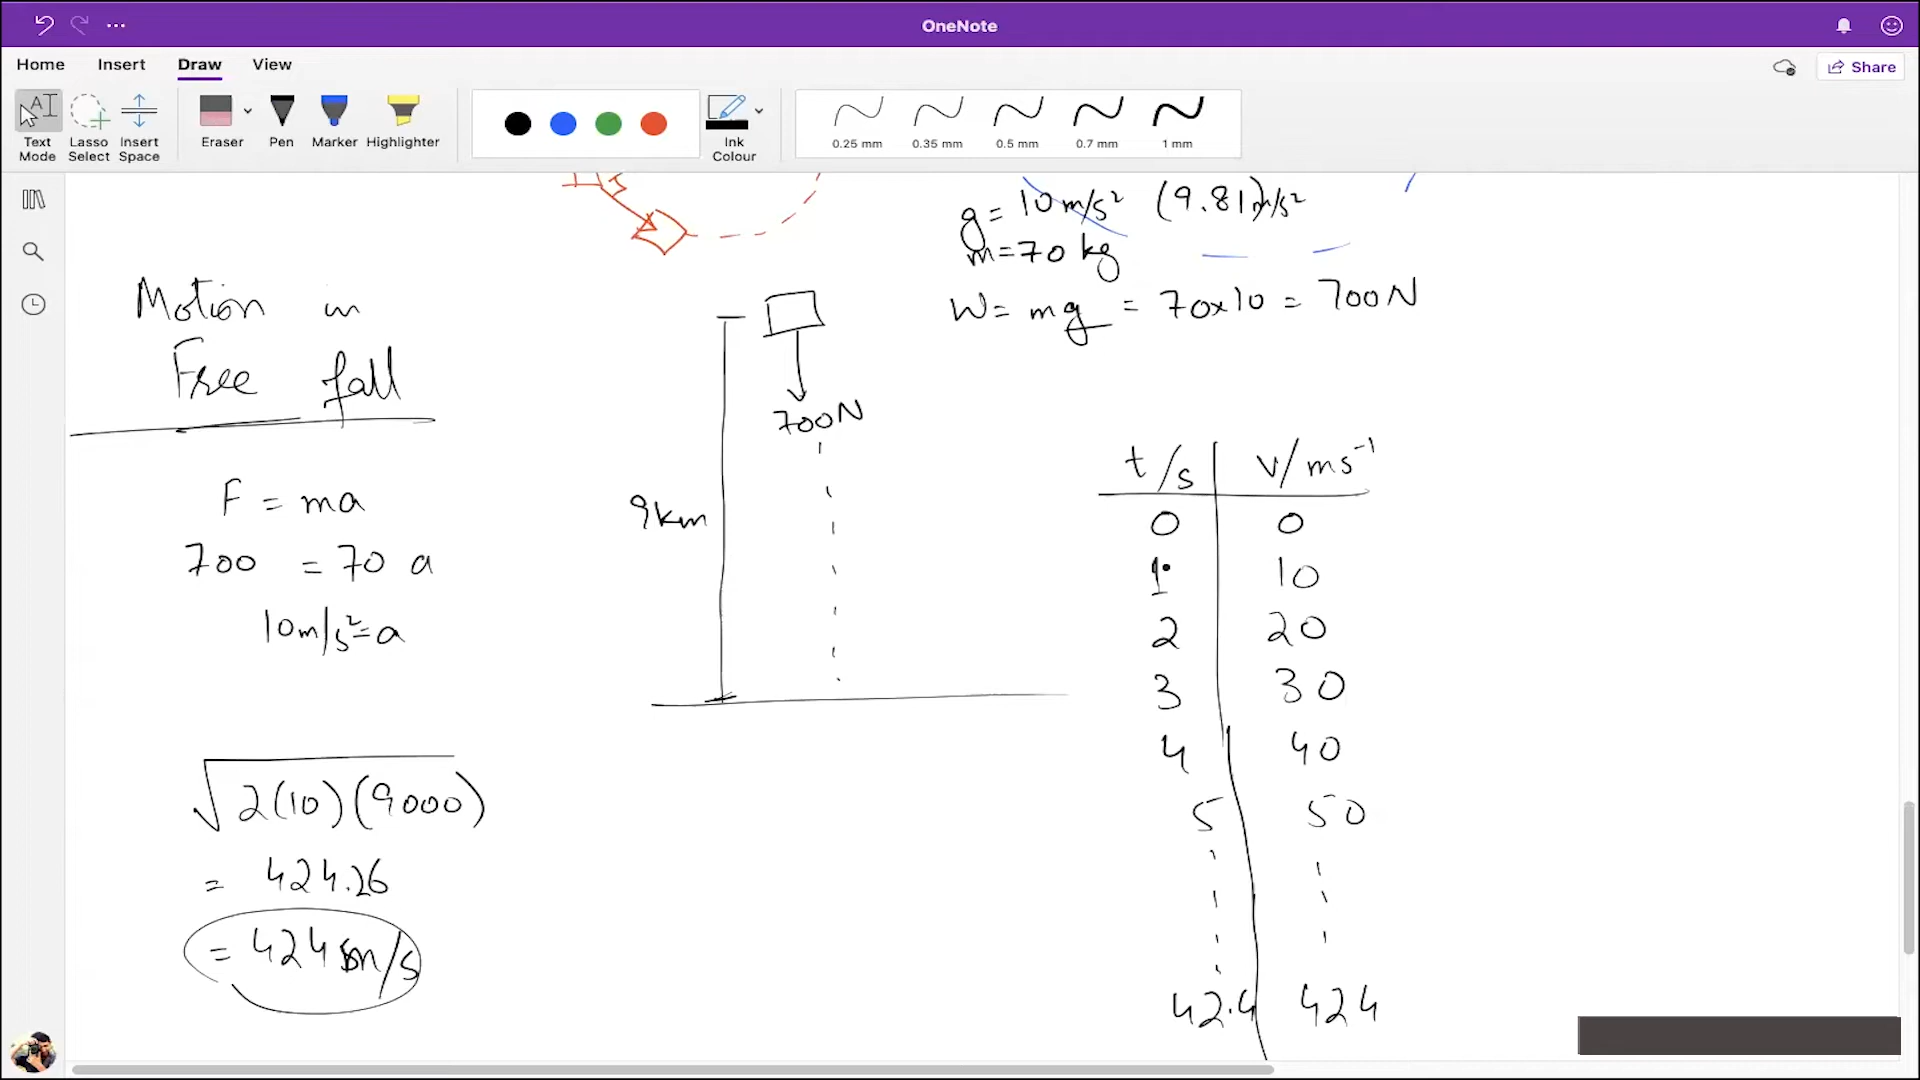 OneNote
Home Insert Draw View
Share
Text Mode
Lasso Select
Insert Space
Eraser
Pen
Marker
Highlighter
Ink Colour
0.25 mm
0.35 mm
0.5 mm
0.7 mm
1 mm
g = 10 m/s² (9.81) m/s²
m = 70 kg
W = mg = 70x10 = 700N
Motion in
Free fall
F = ma
700 = 70 a
10m/s² = a
√2(10)(9000)
= 424.26
= 424 m/s
700N
9km
t/s v/ms⁻¹
0 0
1 10
2 20
3 30
4 40
5 50
42.4 424